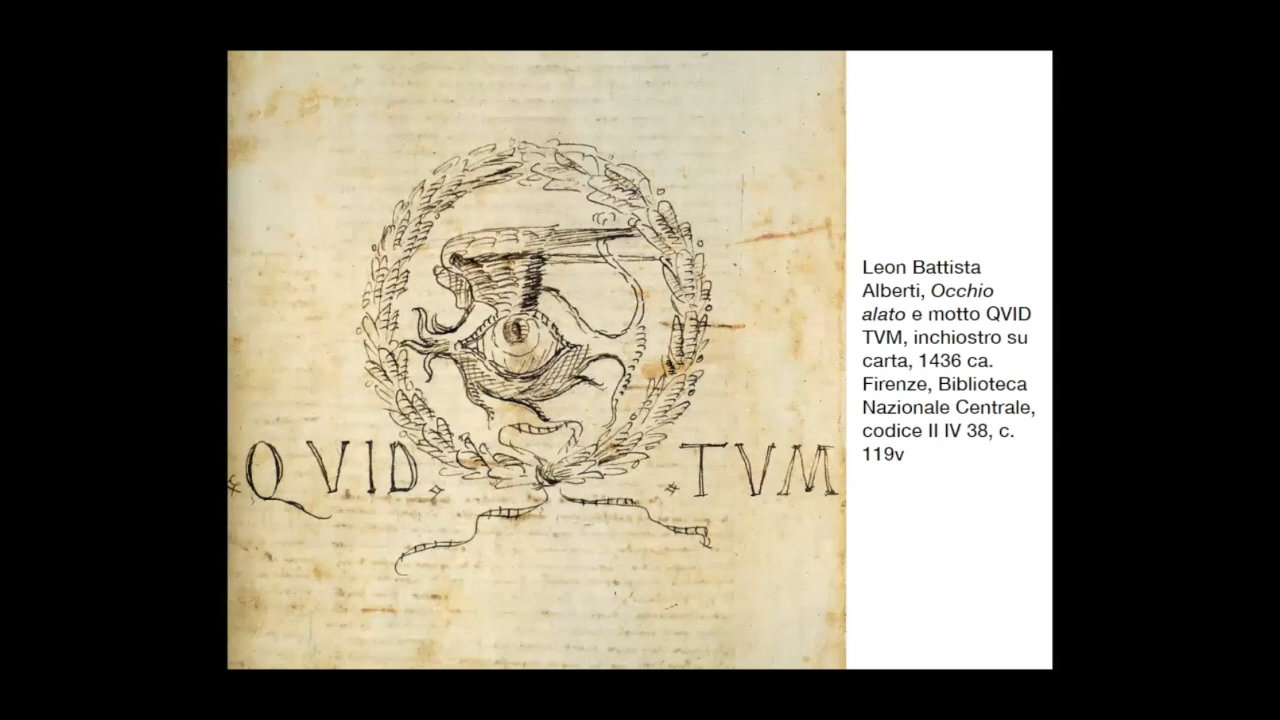 QVID TVM
Leon Battista
Alberti, Occhio
alato e motto QVID
TVM, inchiostro su
carta, 1436 ca.
Firenze, Biblioteca
Nazionale Centrale,
codice II IV 38, c.
119v